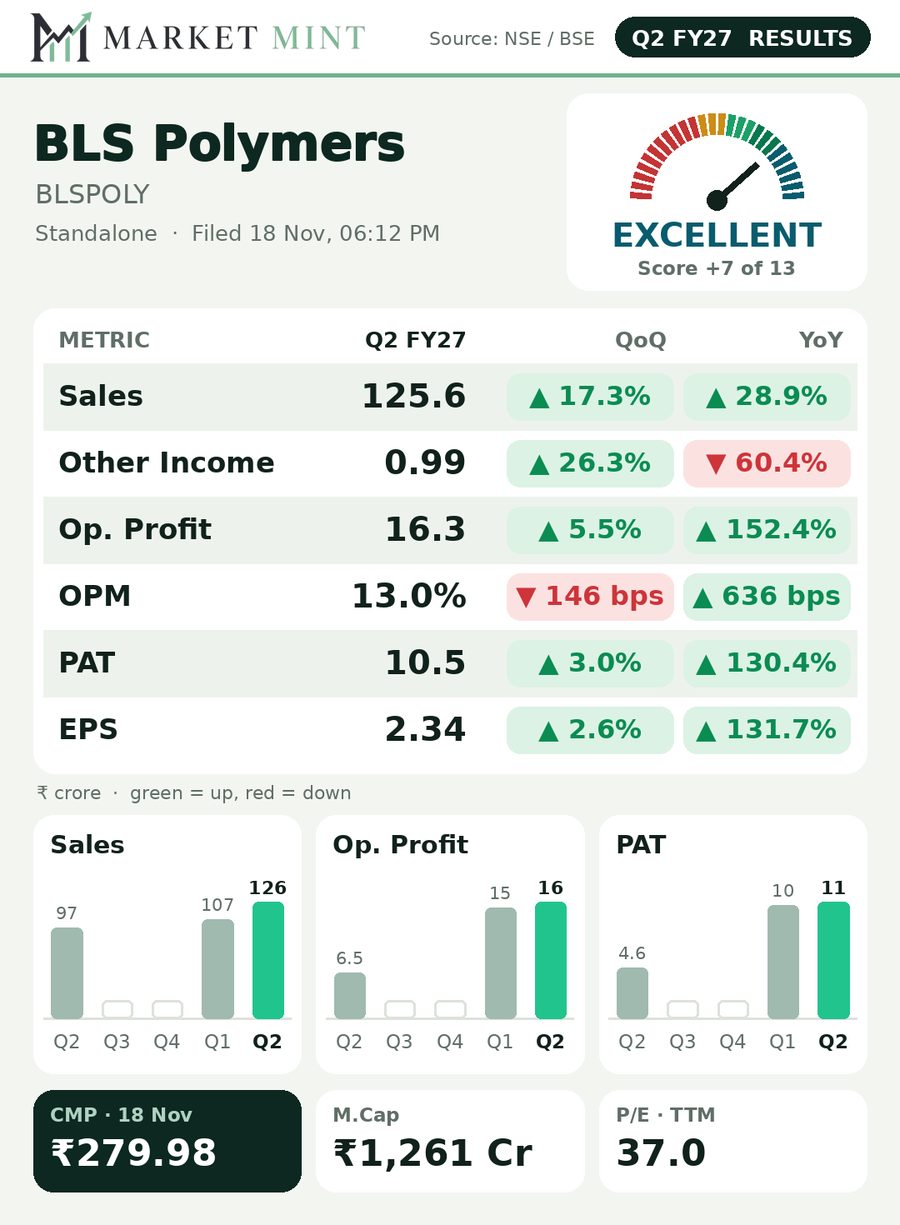 MARKET MINT
Source: NSE / BSE
Q2 FY27 RESULTS
BLS Polymers
BLSPOLY
Standalone · Filed 18 Nov, 06:12 PM
EXCELLENT
Score +7 of 13
METRIC Q2 FY27 QoQ YoY
Sales 125.6 ▲ 17.3% ▲ 28.9%
Other Income 0.99 ▲ 26.3% ▼ 60.4%
Op. Profit 16.3 ▲ 5.5% ▲ 152.4%
OPM 13.0% ▼ 146 bps ▲ 636 bps
PAT 10.5 ▲ 3.0% ▲ 130.4%
EPS 2.34 ▲ 2.6% ▲ 131.7%
₹ crore · green = up, red = down
Sales
97 107 126
Q2 Q3 Q4 Q1 Q2
Op. Profit
6.5 15 16
Q2 Q3 Q4 Q1 Q2
PAT
4.6 10 11
Q2 Q3 Q4 Q1 Q2
CMP · 18 Nov
₹279.98
M.Cap
₹1,261 Cr
P/E · TTM
37.0